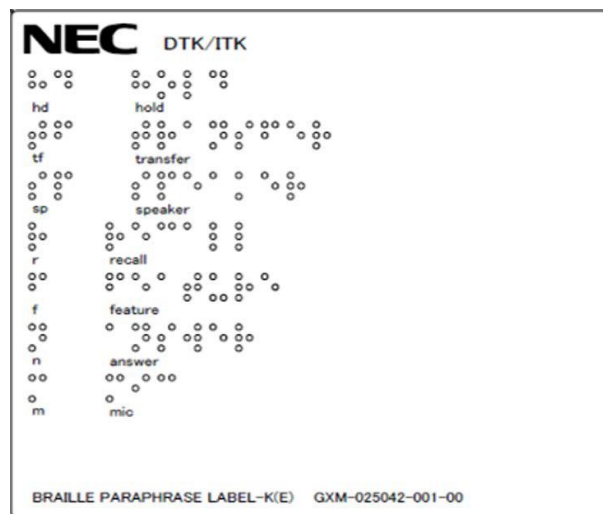 NEC DTK/ITK
⠓⠙ ⠓⠕⠇⠙
hd hold
⠞⠋ ⠞⠗⠁⠝⠎⠋⠑⠗
tf transfer
⠎⠏ ⠎⠏⠑⠁⠅⠑⠗
sp speaker
⠗ ⠗⠑⠉⠁⠇⠇
r recall
⠋ ⠋⠑⠁⠞⠥⠗⠑
f feature
⠝ ⠁⠝⠎⠺⠑⠗
n answer
⠍ ⠍⠊⠉
m mic
BRAILLE PARAPHRASE LABEL-K(E) GXM-025042-001-00